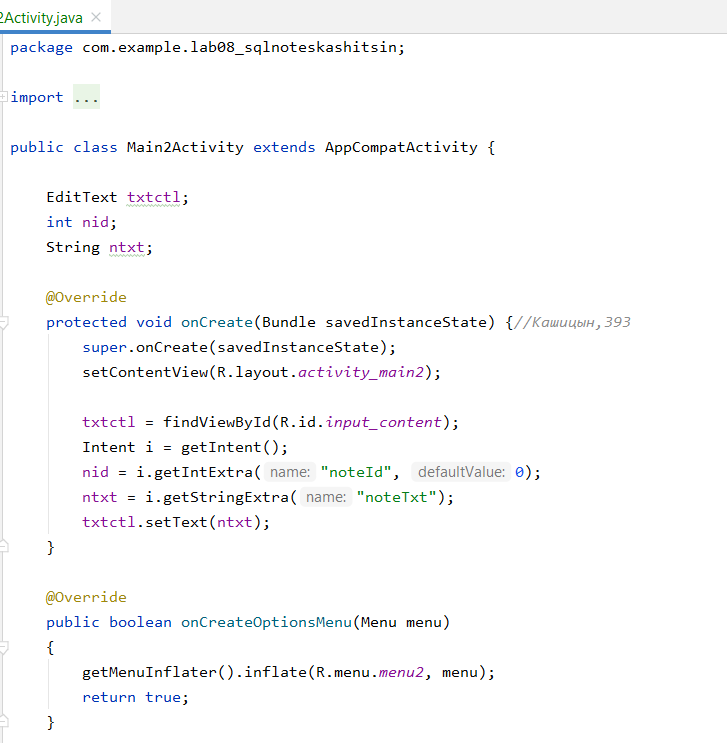 2Activity.java
package com.example.lab08_sqlnoteskashitsin;
import ...
public class Main2Activity extends AppCompatActivity {
EditText txtctl;
int nid;
String ntxt;
@Override
protected void onCreate(Bundle savedInstanceState) {//Кашицын,393
super.onCreate(savedInstanceState);
setContentView(R.layout.activity_main2);
txtctl = findViewById(R.id.input_content);
Intent i = getIntent();
nid = i.getIntExtra( name: "noteId", defaultValue: 0);
ntxt = i.getStringExtra( name: "noteTxt");
txtctl.setText(ntxt);
}
@Override
public boolean onCreateOptionsMenu(Menu menu)
{
getMenuInflater().inflate(R.menu.menu2, menu);
return true;
}